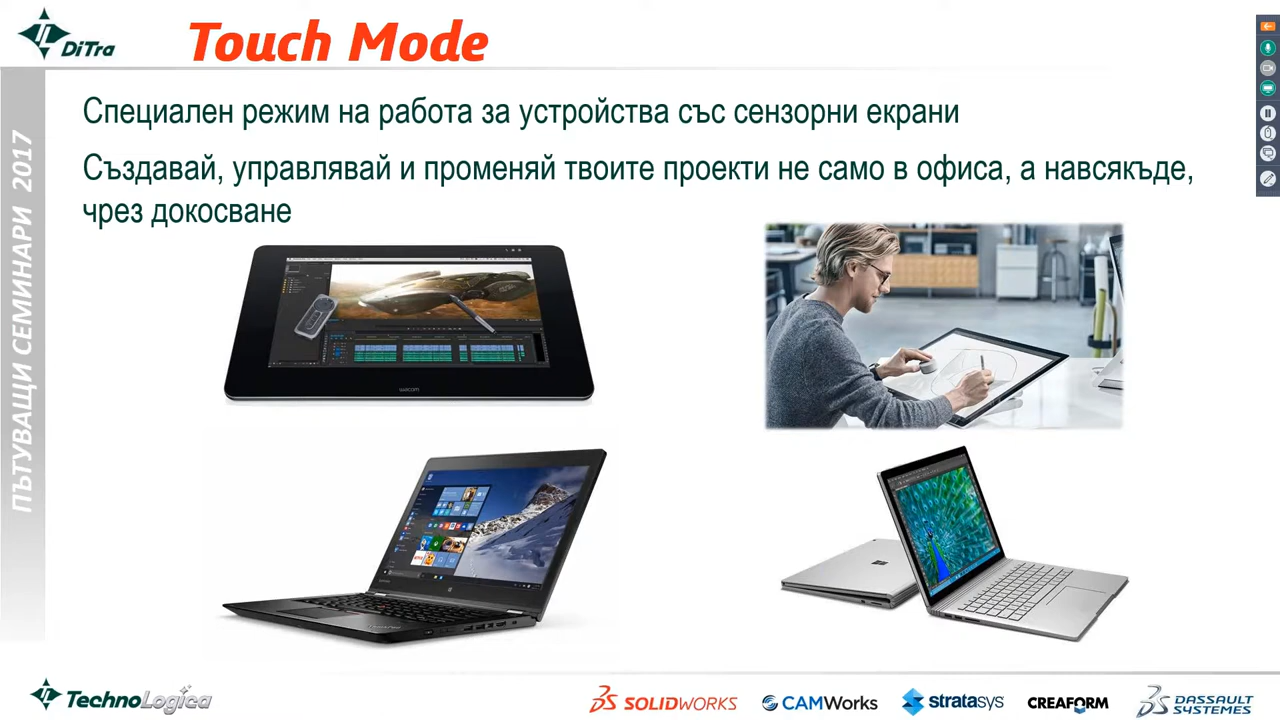 DiTra
Touch Mode
Специален режим на работа за устройства със сензорни екрани
Създавай, управлявай и променяй твоите проекти не само в офиса, а навсякъде,
чрез докосване
ПЪТУВАЩИ СЕМИНАРИ 2017
wacom
TechnoLogica
SOLIDWORKS
CAMWorks
stratasys
CREAFORM
DASSAULT
SYSTEMES